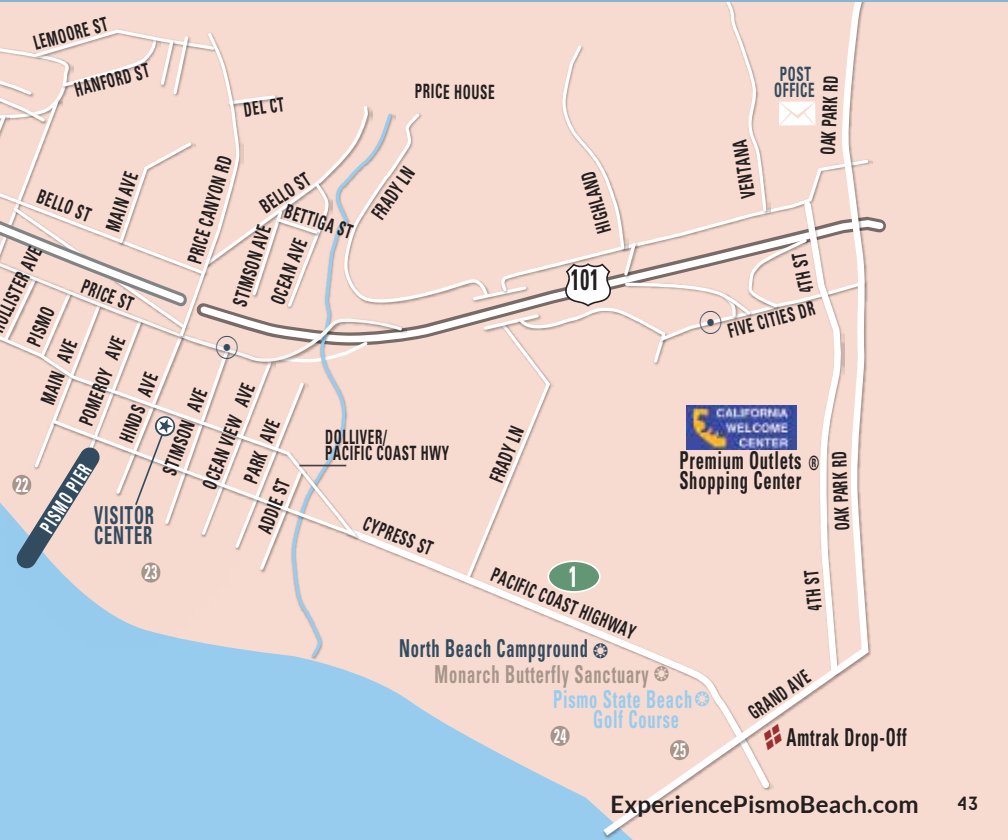 LEMOORE ST
HANFORD ST
DEL CT
PRICE HOUSE
POST
OFFICE
OAK PARK RD
BELLO ST
MAIN AVE
PRICE CANYON RD
BELLO ST
BETTIGA ST
FRADY LN
HIGHLAND
VENTANA
STIMSON AVE
OCEAN AVE
101
4TH ST
HOLLISTER AVE
PISMO
PRICE ST
FIVE CITIES DR
MAIN AVE
POMEROY AVE
HINDS AVE
STIMSON AVE
OCEAN VIEW AVE
PARK AVE
ADDIE ST
DOLLIVER/
PACIFIC COAST HWY
FRADY LN
CALIFORNIA
WELCOME
CENTER
Premium Outlets ®
Shopping Center
OAK PARK RD
22
PISMO PIER
VISITOR
CENTER
23
CYPRESS ST
1
PACIFIC COAST HIGHWAY
4TH ST
North Beach Campground
Monarch Butterfly Sanctuary
Pismo State Beach
Golf Course
24
25
GRAND AVE
Amtrak Drop-Off
ExperiencePismoBeach.com
43